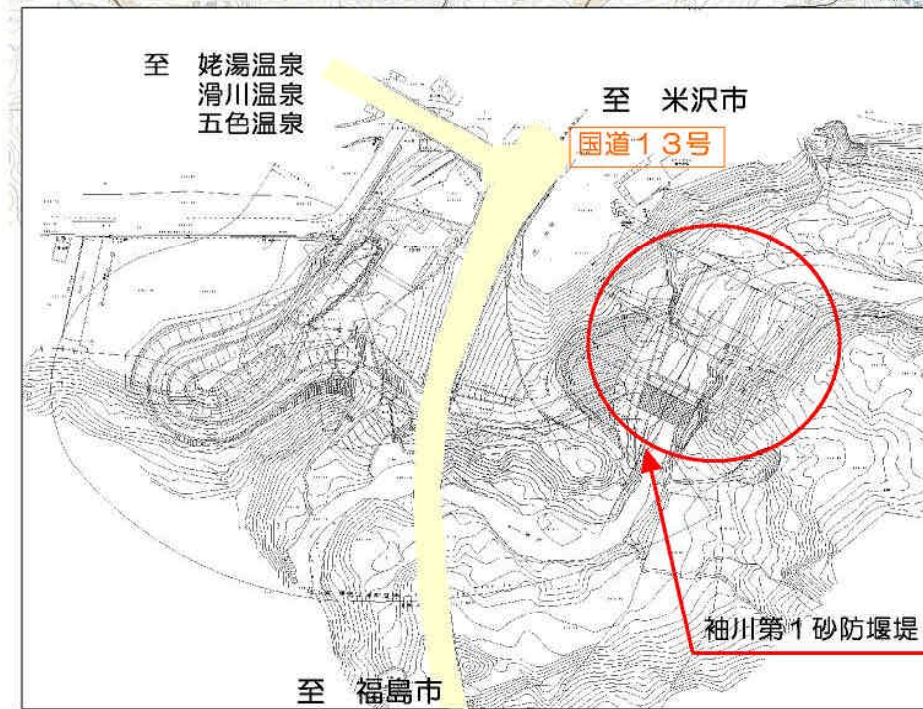 至　姥湯温泉
滑川温泉
五色温泉
至　米沢市
国道１３号
袖川第１砂防堰堤
至　福島市